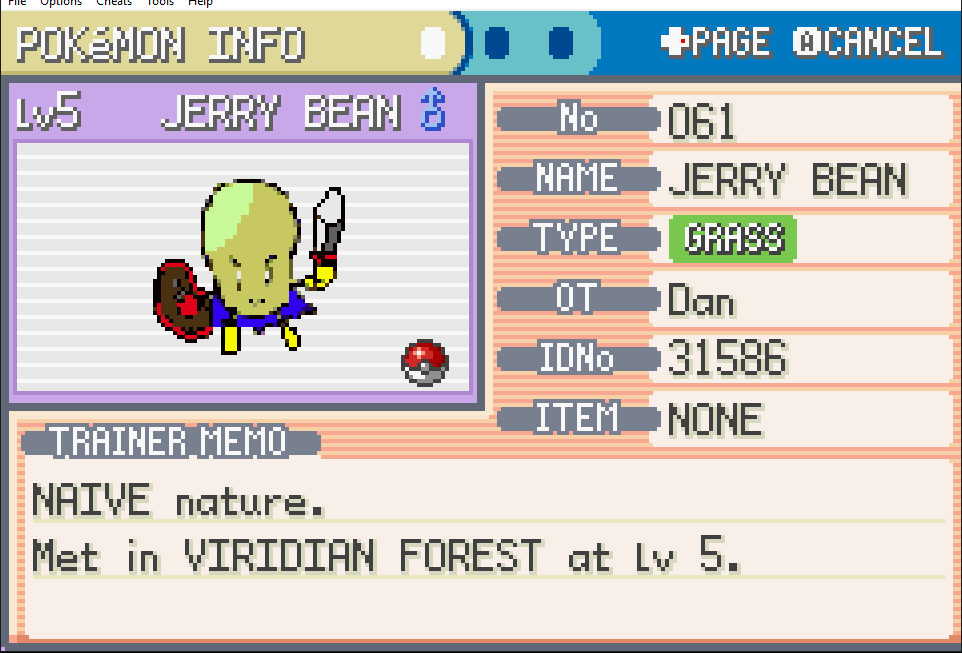 File Options Cheats Tools Help
POKéMON INFO PAGE A CANCEL
Lv5 JERRY BEAN ♂
No 061
NAME JERRY BEAN
TYPE GRASS
OT Dan
IDNo 31586
ITEM NONE
TRAINER MEMO
NAIVE nature.
Met in VIRIDIAN FOREST at Lv 5.